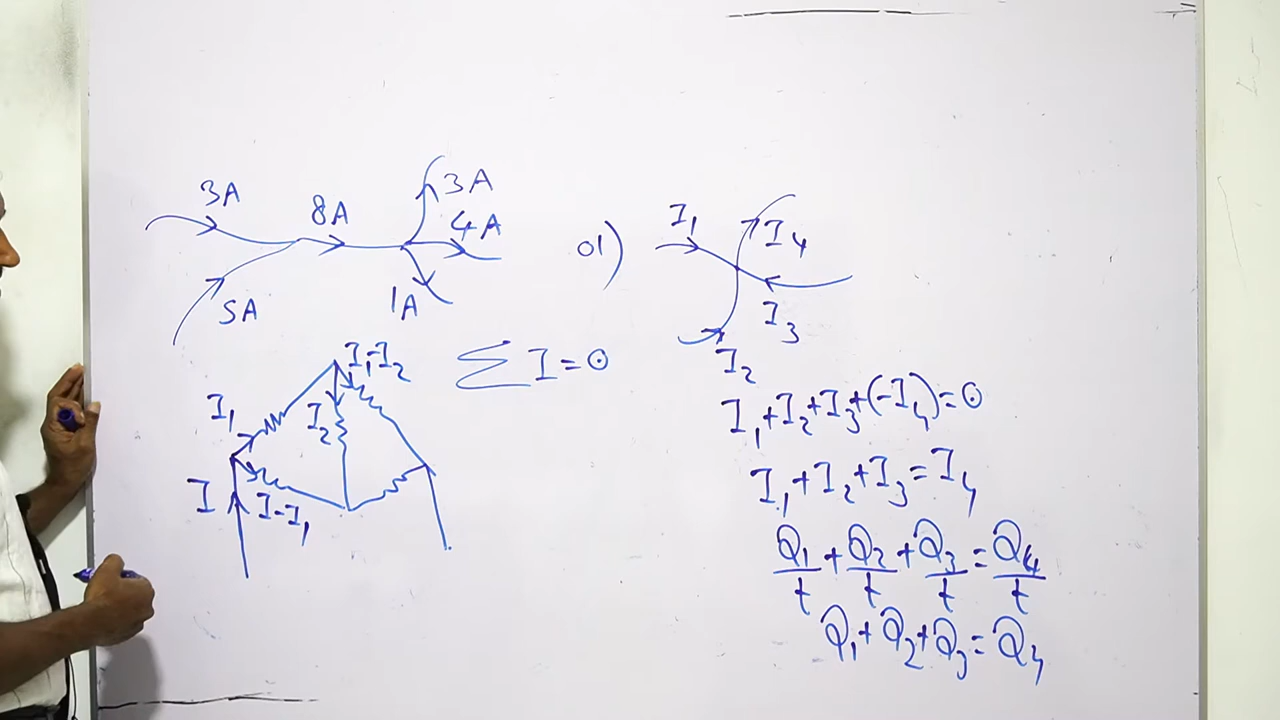 3A
8A
3A
4A
5A
1A
01)
I₁
I₄
I₃
I₂
I₁-I₂
I₁
I₂
I
I-I₁
∑ I = 0
I₁+I₂+I₃+(-I₄)=0
I₁+I₂+I₃=I₄
Q₁/t + Q₂/t + Q₃/t = Q₄/t
Q₁+Q₂+Q₃=Q₄